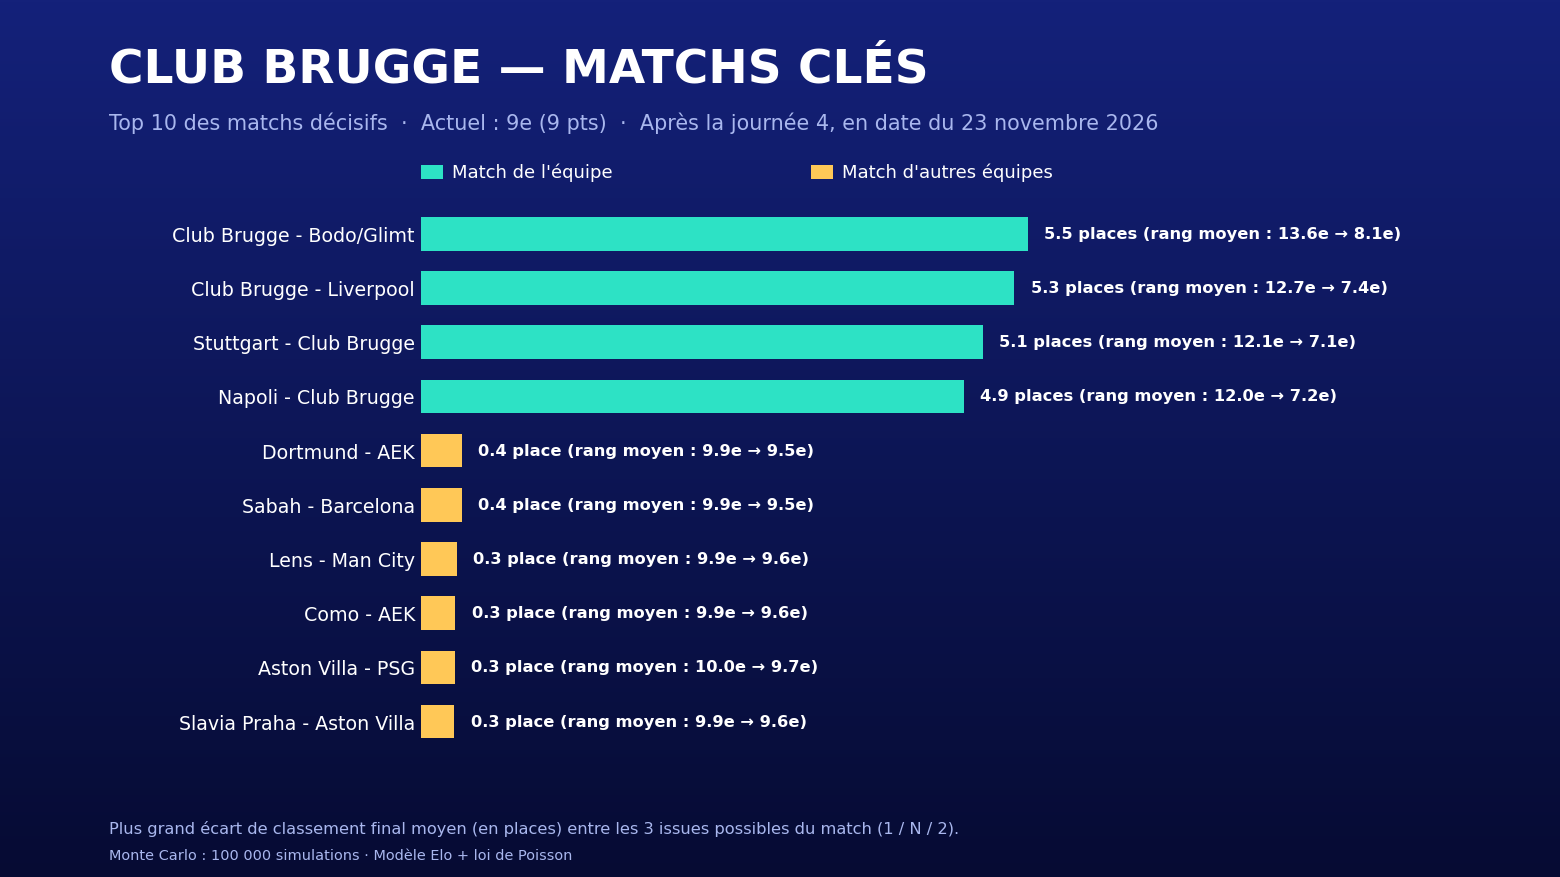 CLUB BRUGGE — MATCHS CLÉS
Top 10 des matchs décisifs · Actuel : 9e (9 pts) · Après la journée 4, en date du 23 novembre 2026
Match de l'équipe
Match d'autres équipes
Club Brugge - Bodo/Glimt 5.5 places (rang moyen : 13.6e → 8.1e)
Club Brugge - Liverpool 5.3 places (rang moyen : 12.7e → 7.4e)
Stuttgart - Club Brugge 5.1 places (rang moyen : 12.1e → 7.1e)
Napoli - Club Brugge 4.9 places (rang moyen : 12.0e → 7.2e)
Dortmund - AEK 0.4 place (rang moyen : 9.9e → 9.5e)
Sabah - Barcelona 0.4 place (rang moyen : 9.9e → 9.5e)
Lens - Man City 0.3 place (rang moyen : 9.9e → 9.6e)
Como - AEK 0.3 place (rang moyen : 9.9e → 9.6e)
Aston Villa - PSG 0.3 place (rang moyen : 10.0e → 9.7e)
Slavia Praha - Aston Villa 0.3 place (rang moyen : 9.9e → 9.6e)
Plus grand écart de classement final moyen (en places) entre les 3 issues possibles du match (1 / N / 2).
Monte Carlo : 100 000 simulations · Modèle Elo + loi de Poisson